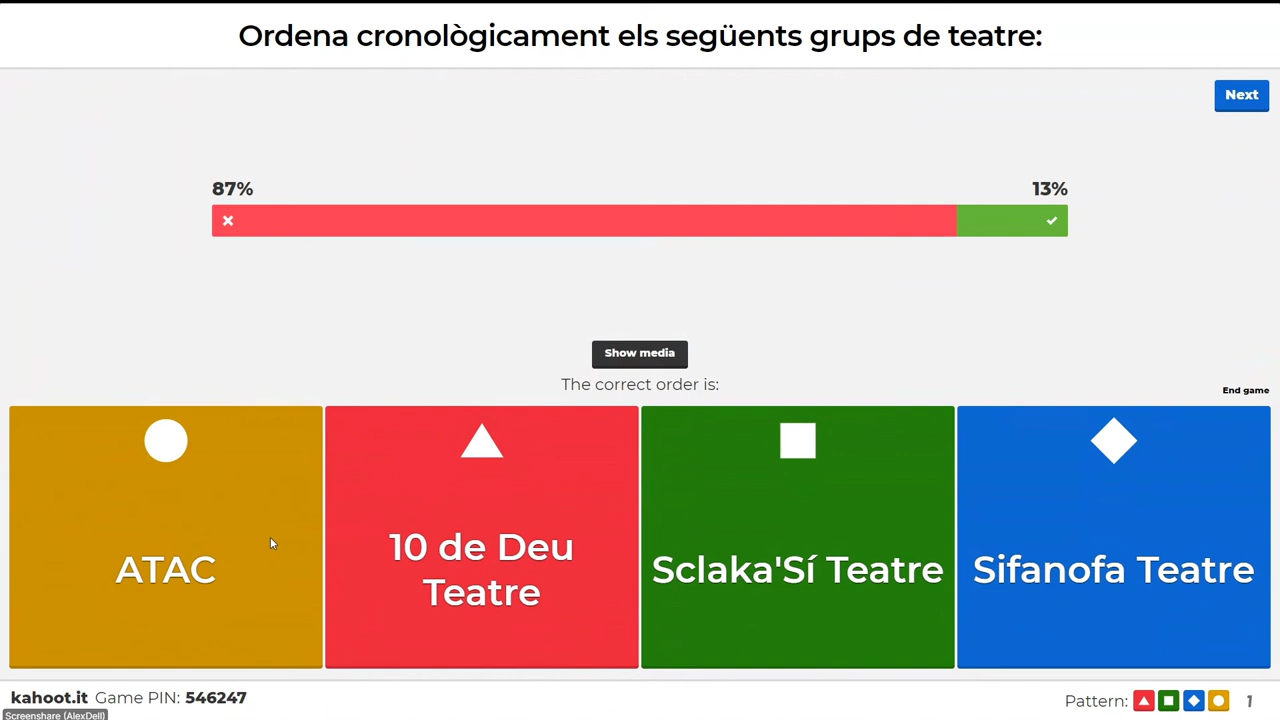 Ordena cronològicament els següents grups de teatre:
Next
87%
13%
Show media
The correct order is:
End game
ATAC
10 de Deu
Teatre
Sclaka'Sí Teatre
Sifanofa Teatre
kahoot.it Game PIN: 546247
Pattern:
1
Screenshare (AlexDell)